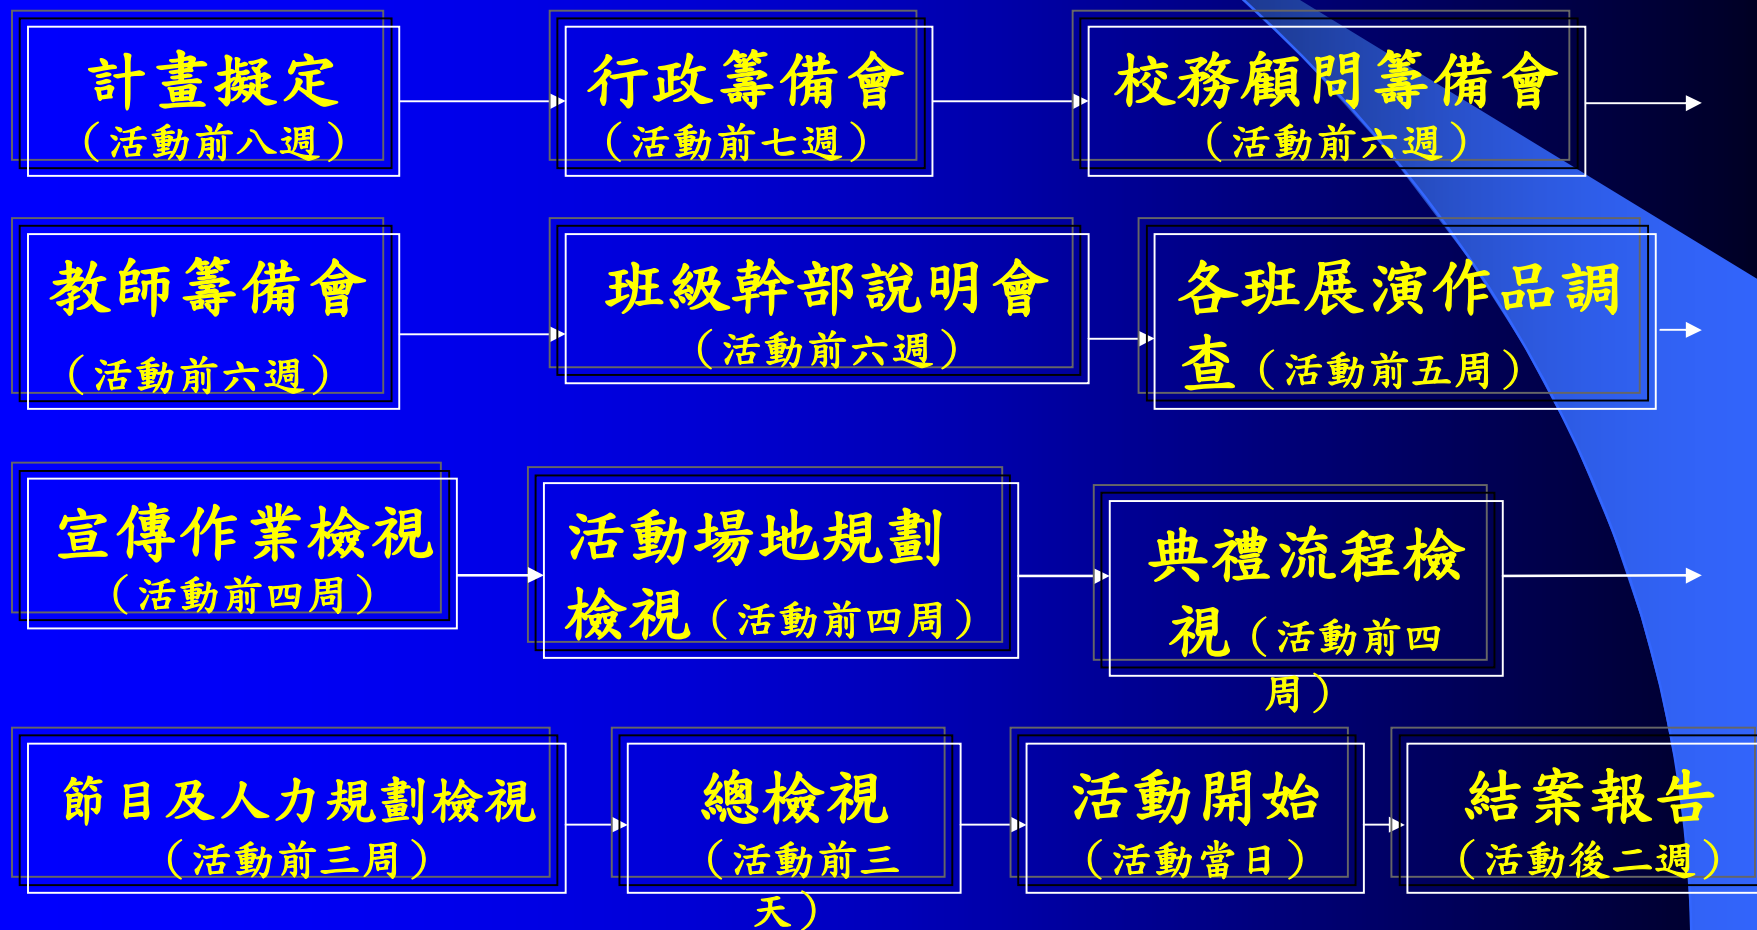 計畫擬定
（活動前八週）
行政籌備會
（活動前七週）
校務顧問籌備會
（活動前六週）
教師籌備會
（活動前六週）
班級幹部說明會
（活動前六週）
各班展演作品調
查（活動前五周）
宣傳作業檢視
（活動前四周）
活動場地規劃
檢視（活動前四周）
典禮流程檢
視（活動前四
周）
節目及人力規劃檢視
（活動前三周）
總檢視
（活動前三
天）
活動開始
（活動當日）
結案報告
（活動後二週）